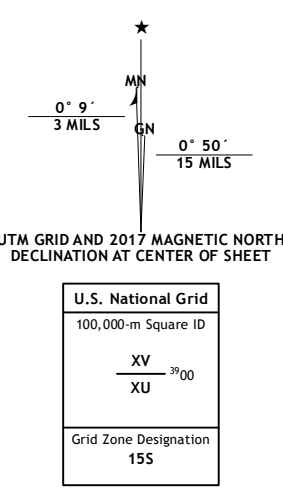 ★
MN
0° 9´
3 MILS
GN
0° 50´
15 MILS
UTM GRID AND 2017 MAGNETIC NORTH
DECLINATION AT CENTER OF SHEET
U.S. National Grid
100,000-m Square ID
XV
3900
XU
Grid Zone Designation
15S